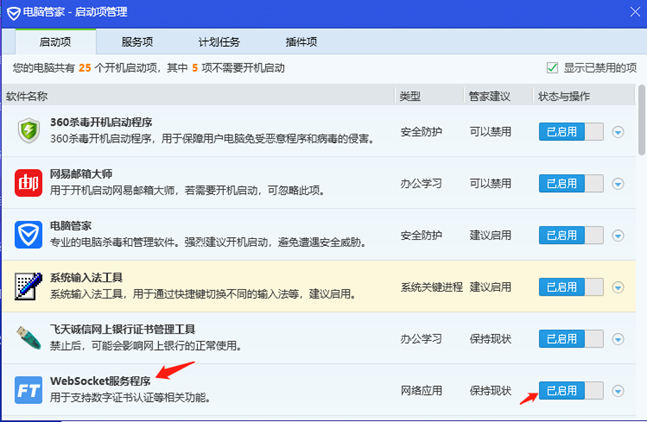 电脑管家 - 启动项管理
启动项 服务项 计划任务 插件项
您的电脑共有 25 个开机启动项，其中 5 项不需要开机启动 显示已禁用的项
软件名称 类型 管家建议 状态与操作
360杀毒开机启动程序
360杀毒开机启动程序，用于保障用户电脑免受恶意程序和病毒的侵害。 安全防护 可以禁用 已启用
邮 网易邮箱大师
用于开机启动网易邮箱大师，若需要开机启动，可忽略此项。 办公学习 可以禁用 已启用
电脑管家
专业的电脑杀毒和管理软件。强烈建议开机启动，避免遭遇安全威胁。 安全防护 建议启用 已启用
系统输入法工具
系统输入法工具，用于通过快捷键切换不同的输入法等，建议启用。 系统关键进程 建议启用 已启用
飞天诚信网上银行证书管理工具
禁止后，可能会影响网上银行的正常使用。 办公学习 保持现状 已启用
FT WebSocket服务程序
用于支持数字证书认证等相关功能。 网络应用 保持现状 已启用